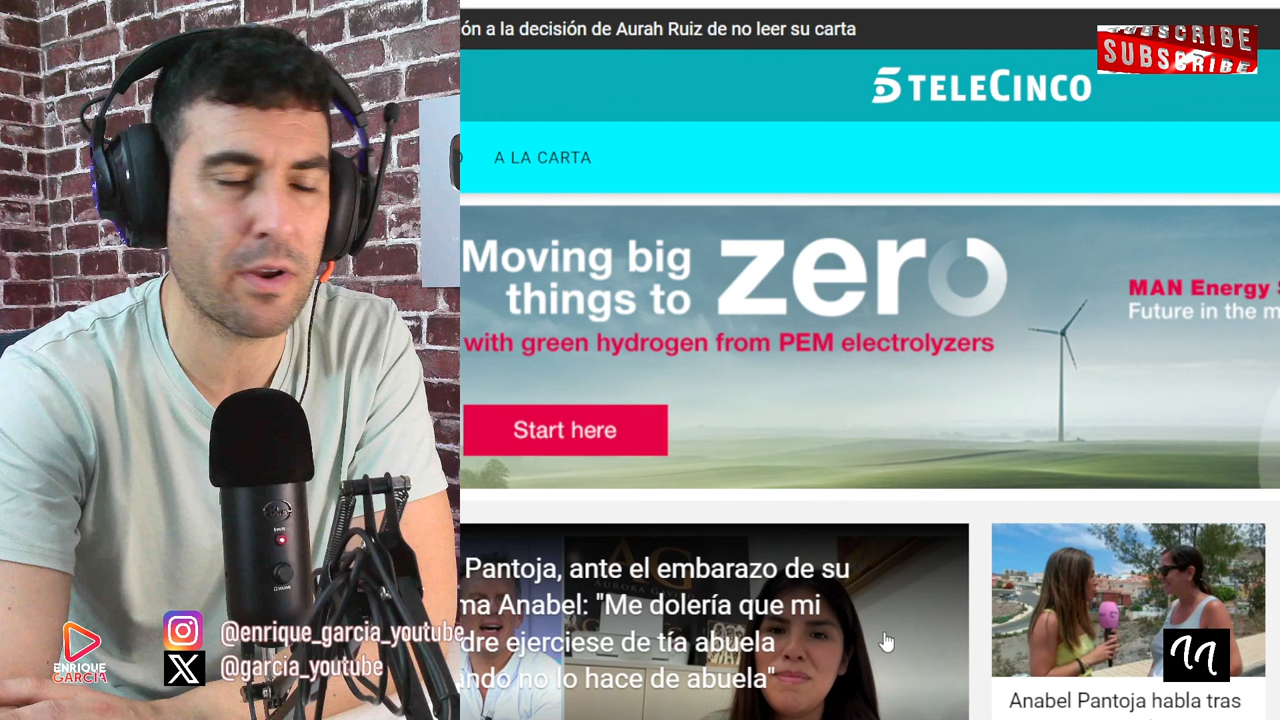 ón a la decisión de Aurah Ruiz de no leer su carta
SUBSCRIBE
SUBSCRIBE
5 TELECINCO
A LA CARTA
Moving big
things to
zero
MAN Energy S
Future in the m
with green hydrogen from PEM electrolyzers
Start here
Pantoja, ante el embarazo de su
ma Anabel: "Me dolería que mi
dre ejerciese de tía abuela
ndo no lo hace de abuela"
Anabel Pantoja habla tras
@enrique_garcia_youtube
@garcia_youtube
ENRIQUE
GARCIA